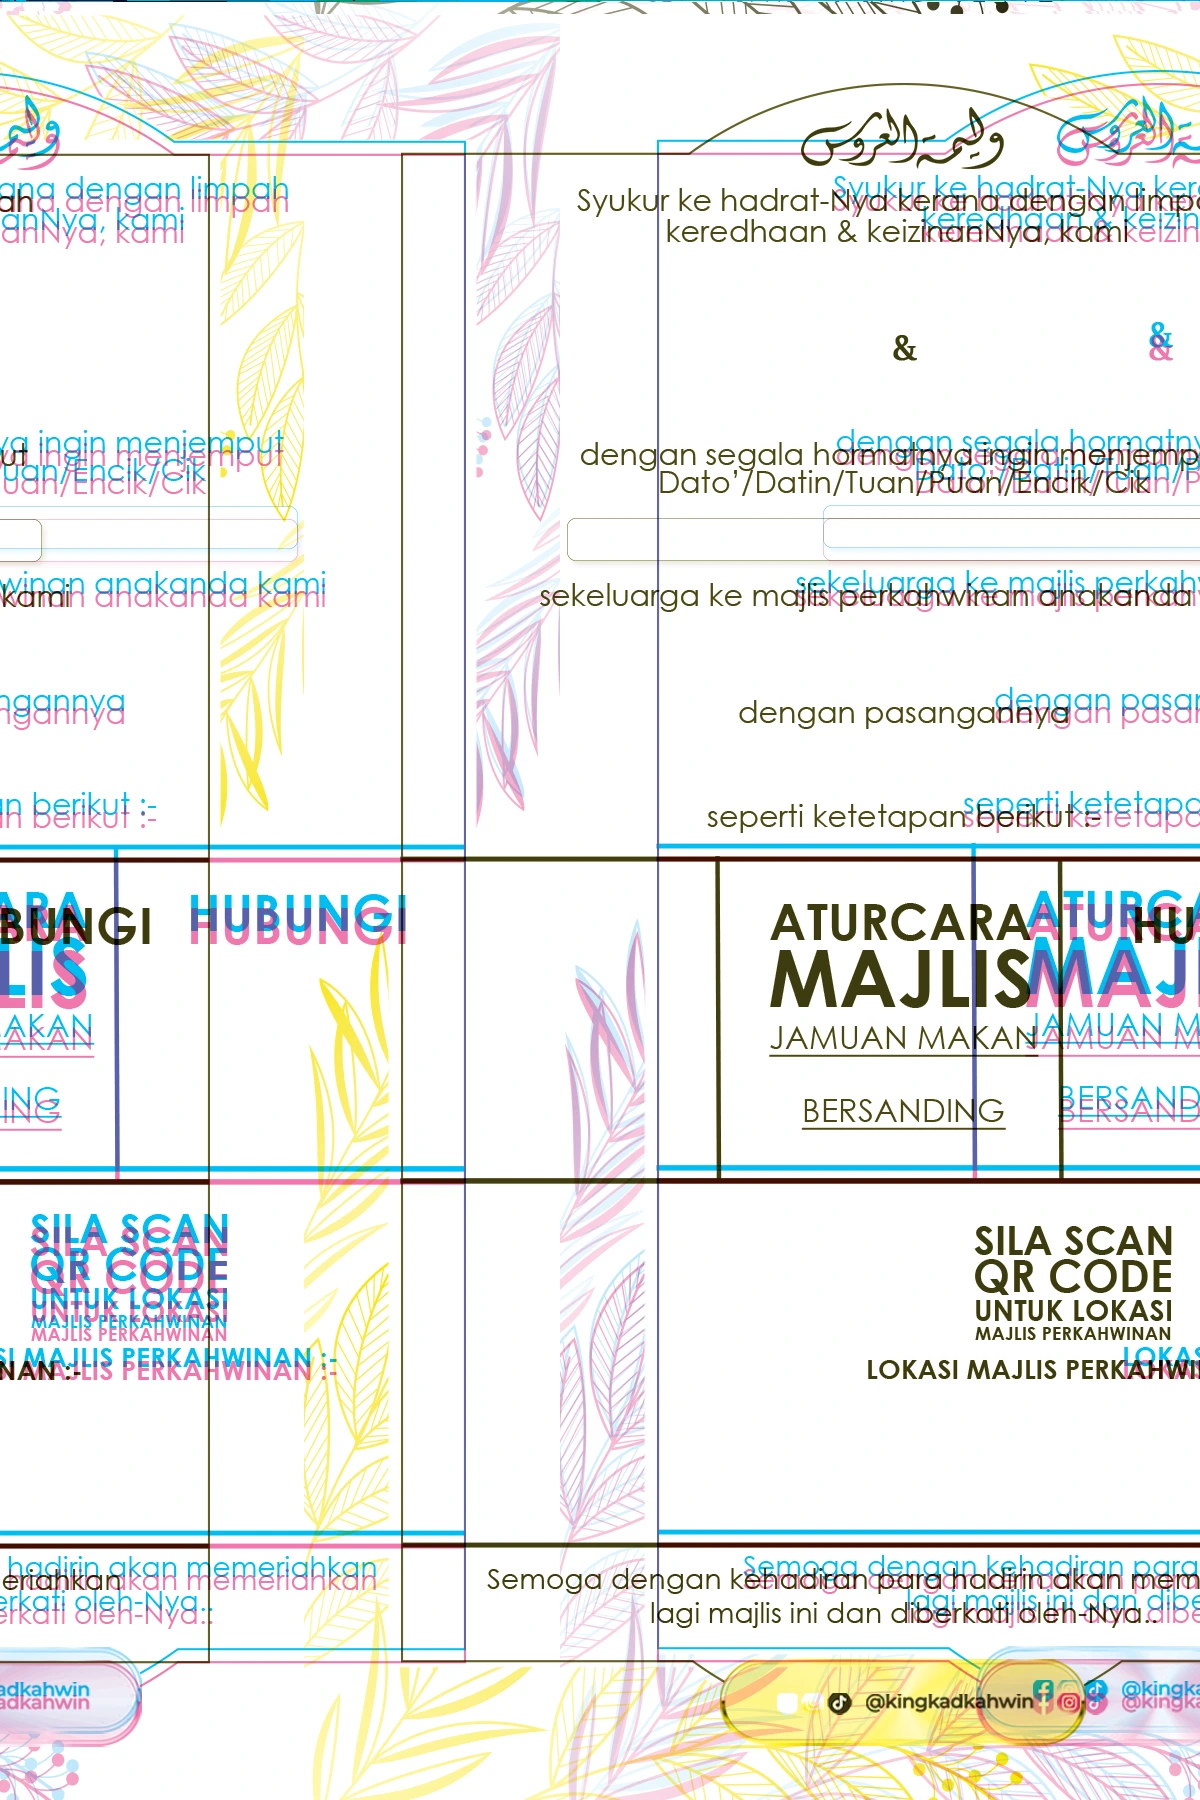 وليمة العروس
Syukur ke hadrat-Nya kerana dengan limpah
keredhaan & keizinanNya, kami
&
dengan segala hormatnya ingin menjemput
Dato'/Datin/Tuan/Puan/Encik/Cik
sekeluarga ke majlis perkahwinan anakanda kami
dengan pasangannya
seperti ketetapan berikut :-
HUBUNGI
ATURCARA
MAJLIS
JAMUAN MAKAN
BERSANDING
SILA SCAN
QR CODE
UNTUK LOKASI
MAJLIS PERKAHWINAN
LOKASI MAJLIS PERKAHWINAN :-
Semoga dengan kehadiran para hadirin akan memeriahkan
lagi majlis ini dan diberkati oleh-Nya..
@kingkadkahwin